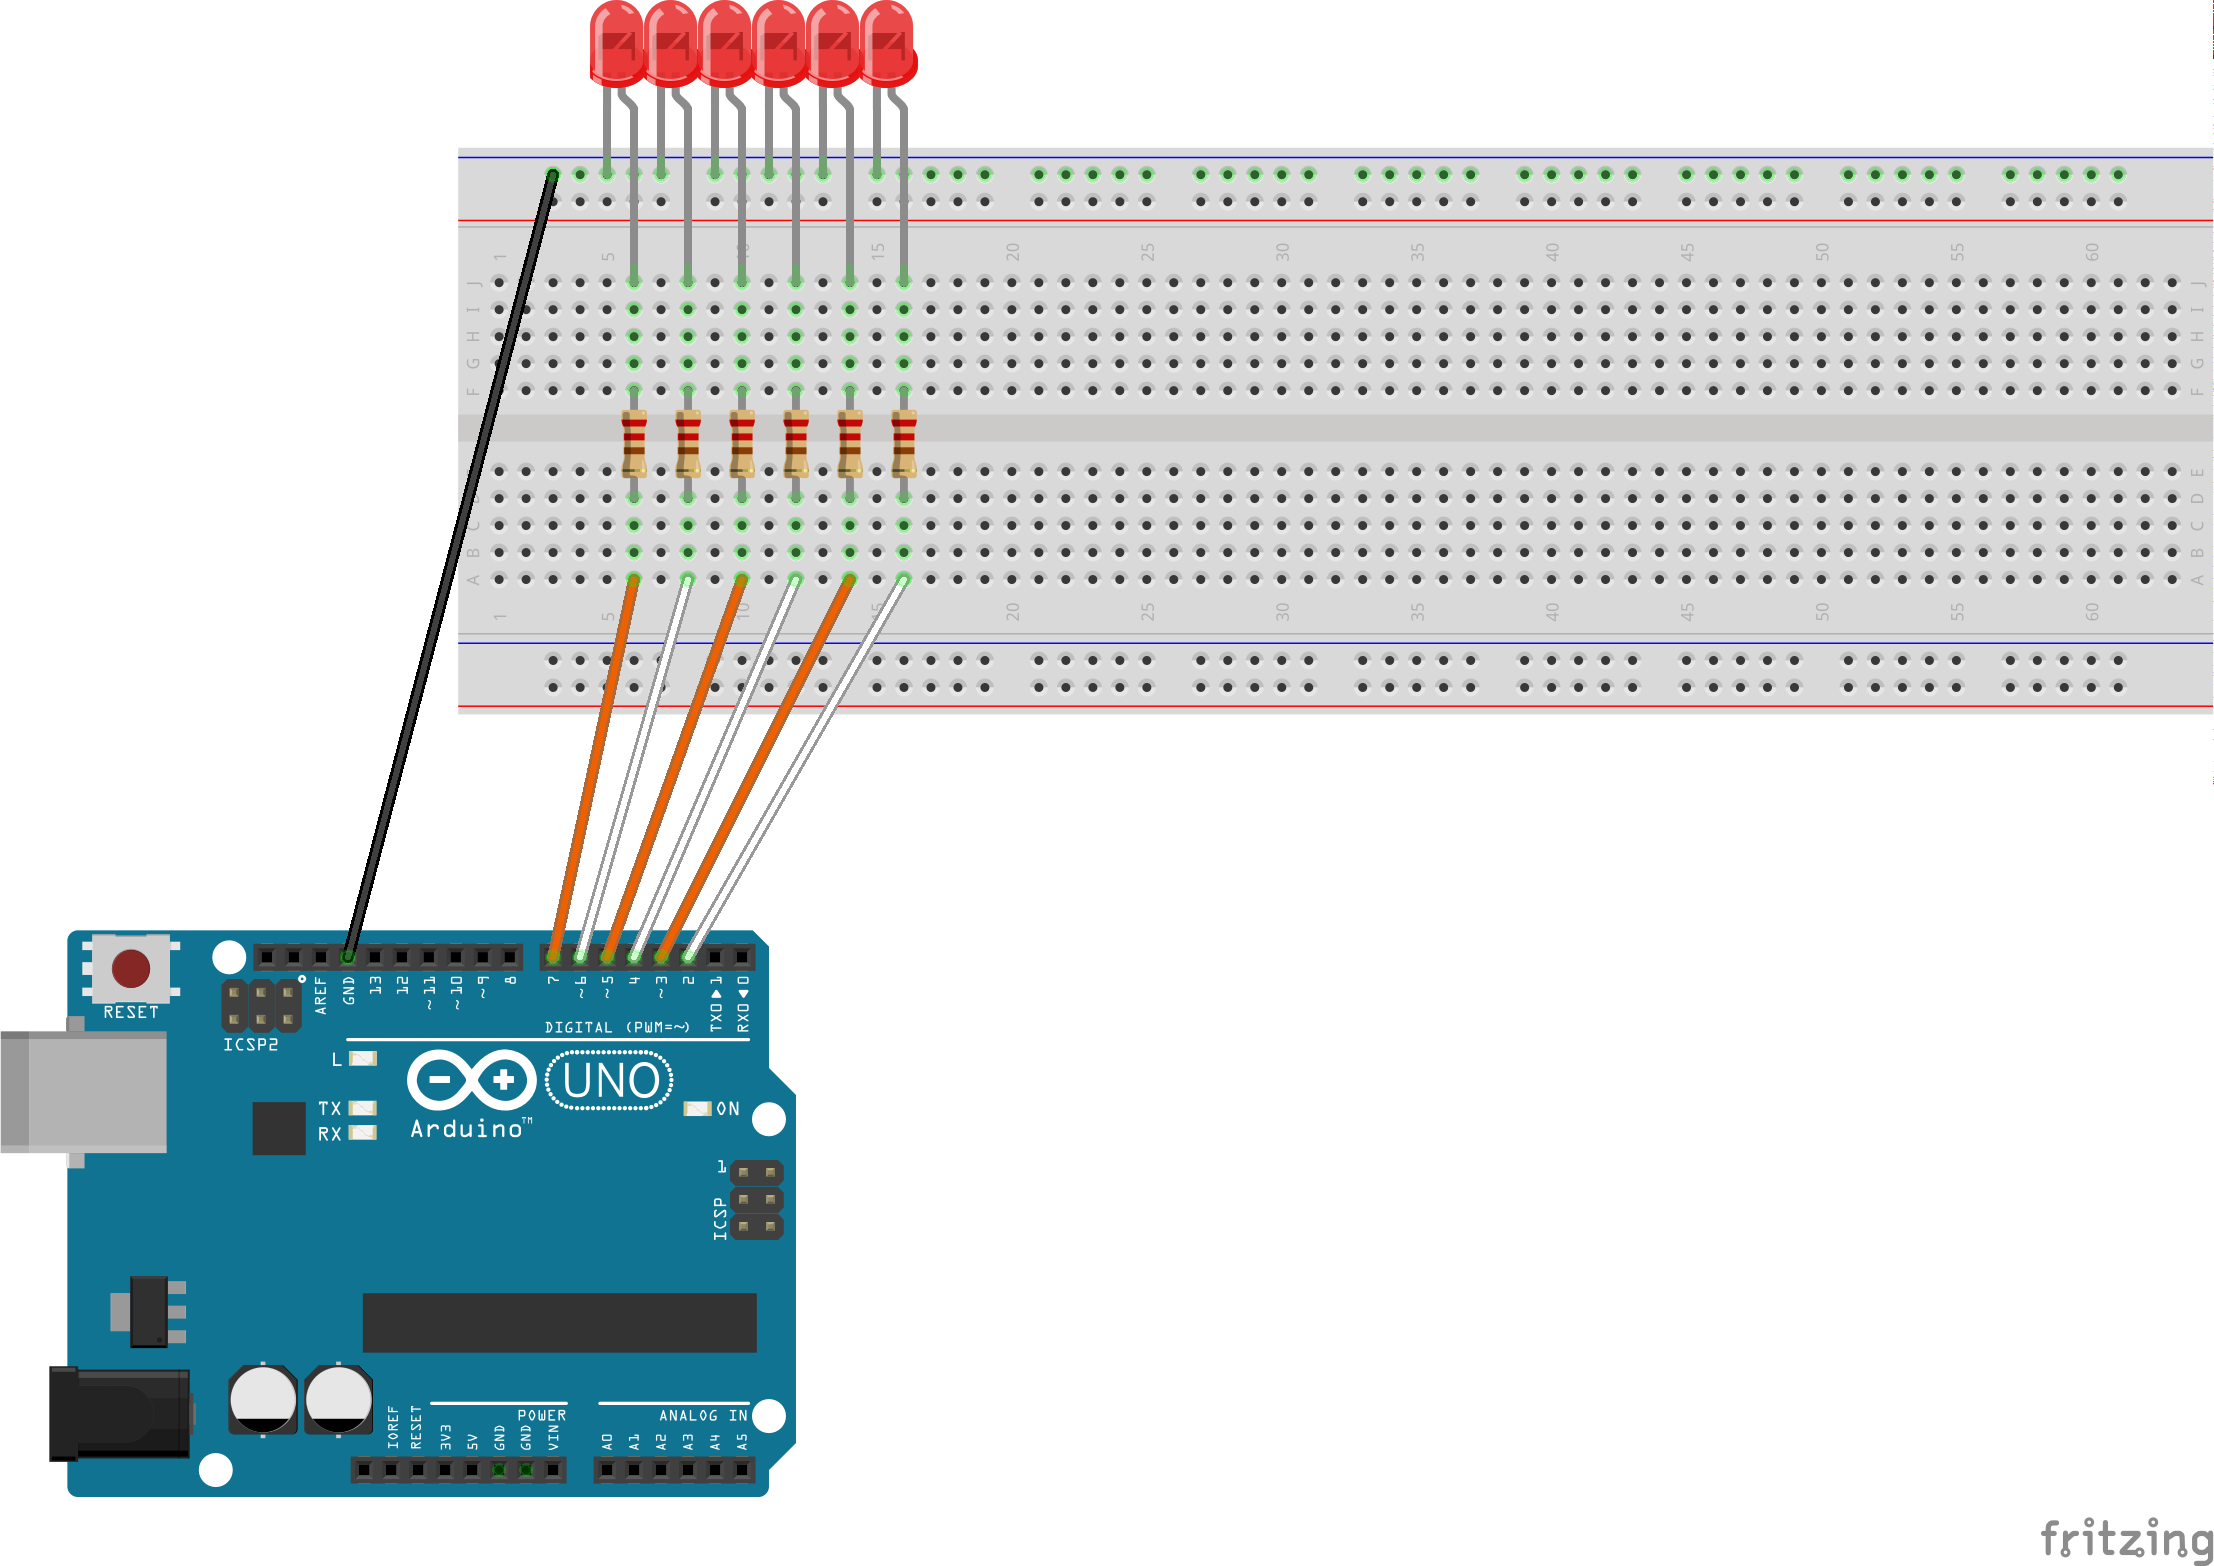 1 5 10 15 20 25 30 35 40 45 50 55 60
J J
I I
H H
G G
F F
E
D
C C
B B
A A
1 5 10 15 20 25 30 35 40 45 50 55 60
AREF GND 13 12 ~11 ~10 ~9 8 7 ~6 ~5 4 ~3 2 TX0▶1 RX0◀0
RESET
DIGITAL (PWM=~)
ICSP2
L
UNO
TX
ON
RX
Arduino™
1
ICSP
POWER
ANALOG IN
IOREF RESET 3V3 5V GND GND VIN A0 A1 A2 A3 A4 A5
fritzing